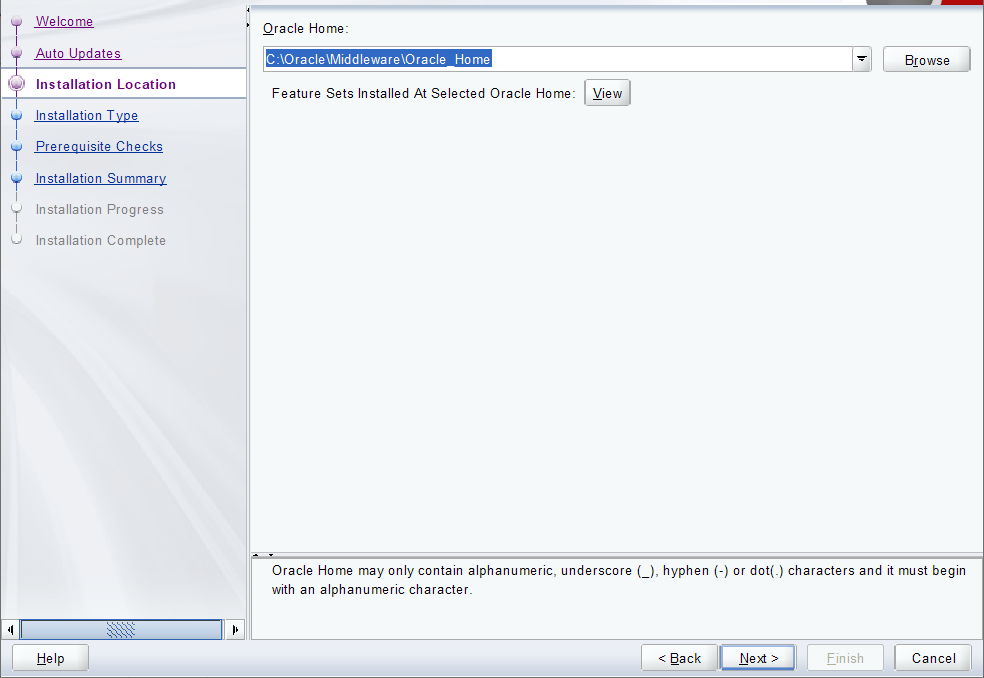 Welcome
Auto Updates
Installation Location
Installation Type
Prerequisite Checks
Installation Summary
Installation Progress
Installation Complete
Oracle Home:
C:\Oracle\Middleware\Oracle_Home
Browse
Feature Sets Installed At Selected Oracle Home: View
Oracle Home may only contain alphanumeric, underscore (_), hyphen (-) or dot(.) characters and it must begin
with an alphanumeric character.
Help
< Back
Next >
Finish
Cancel